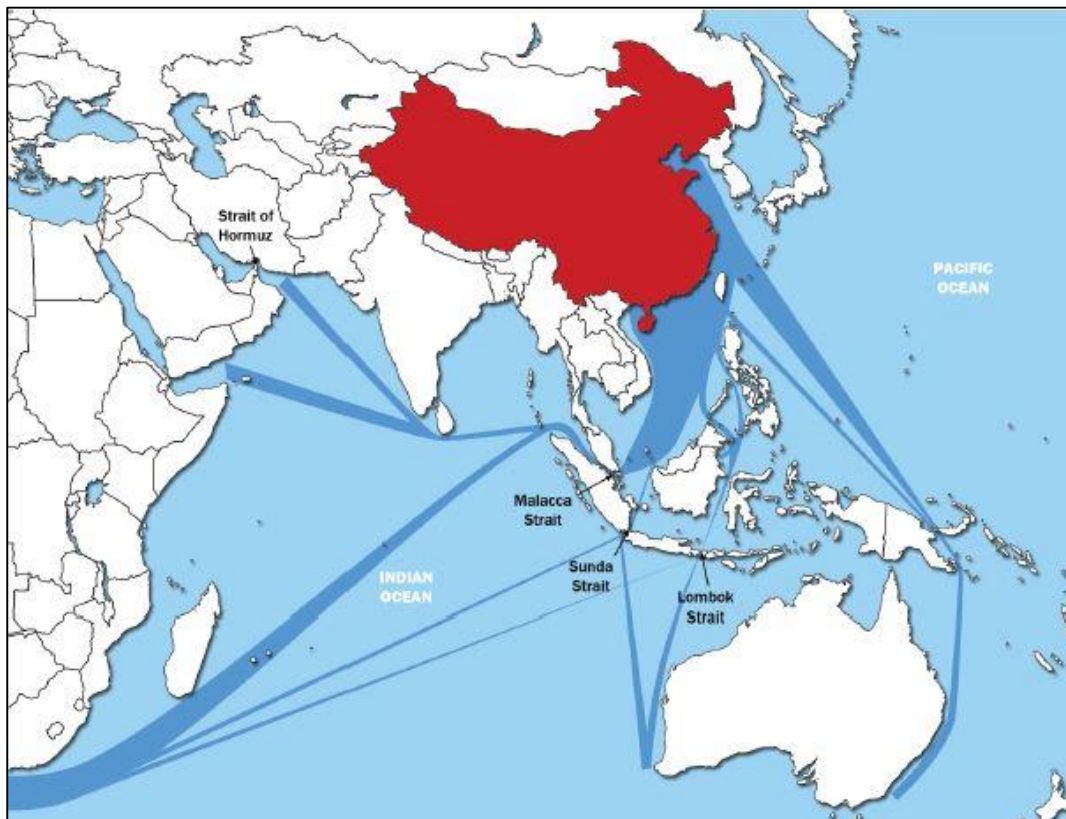 Strait of
Hormuz
PACIFIC
OCEAN
Malacca
Strait
Sunda
Strait
INDIAN
OCEAN
Lombok
Strait